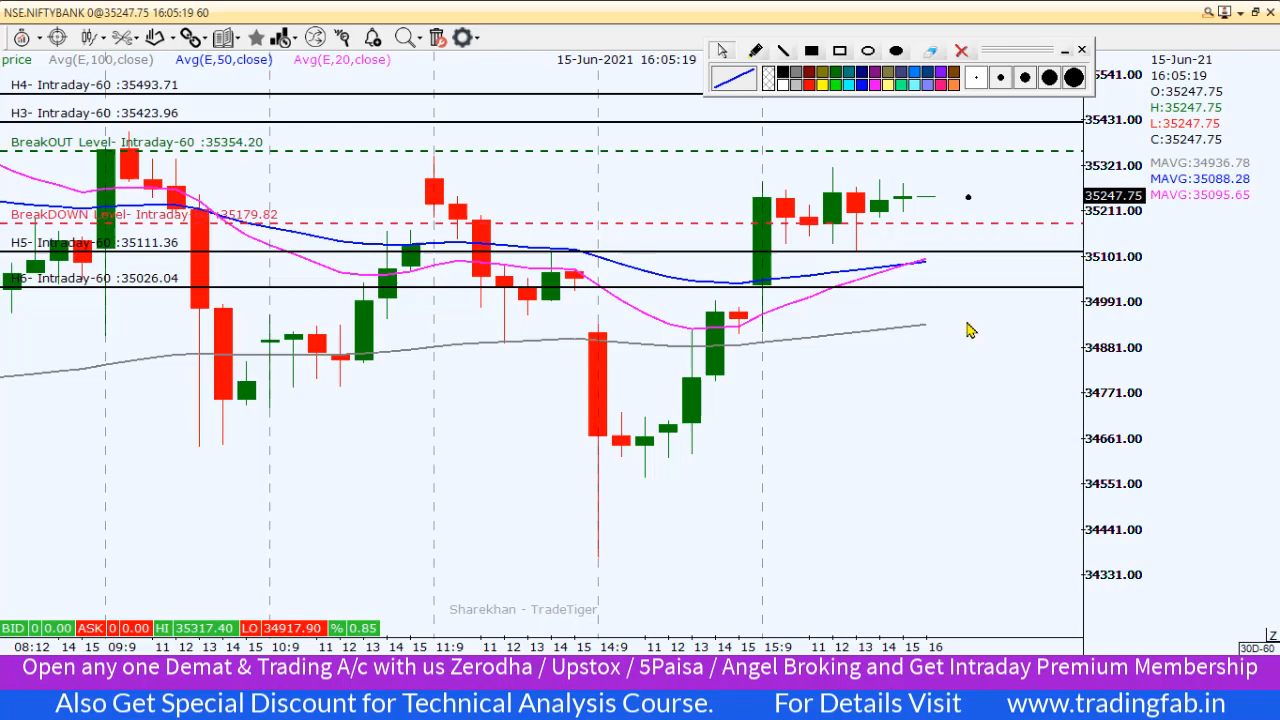 NSE.NIFTYBANK 0@35247.75 16:05:19 60
price Avg(E,100,close) Avg(E,50,close) Avg(E,20,close) 15-Jun-2021 16:05:19
H4- Intraday-60 :35493.71
H3- Intraday-60 :35423.96
BreakOUT Level- Intraday-60 :35354.20
BreakDOWN Level- Intraday-60 :35179.82
H5- Intraday-60 :35111.36
H6- Intraday-60 :35026.04
35541.00
35431.00
35321.00
35247.75
35211.00
35101.00
34991.00
34881.00
34771.00
34661.00
34551.00
34441.00
34331.00
15-Jun-21
16:05:19
O:35247.75
H:35247.75
L:35247.75
C:35247.75
MAVG:34936.78
MAVG:35088.28
MAVG:35095.65
Sharekhan - TradeTiger
BID 0 0.00 ASK 0 0.00 HI 35317.40 LO 34917.90 % 0.85
08:12 14 15 09:9 11 12 13 14 15 10:9 11 12 13 14 15 11 12 13 14 15 14:9 11 12 13 14 15 15:9 11 12 13 14 15 16
Z
30D-60
Open any one Demat & Trading A/c with us Zerodha / Upstox / 5Paisa / Angel Broking and Get Intraday Premium Membership
Also Get Special Discount for Technical Analysis Course. For Details Visit www.tradingfab.in